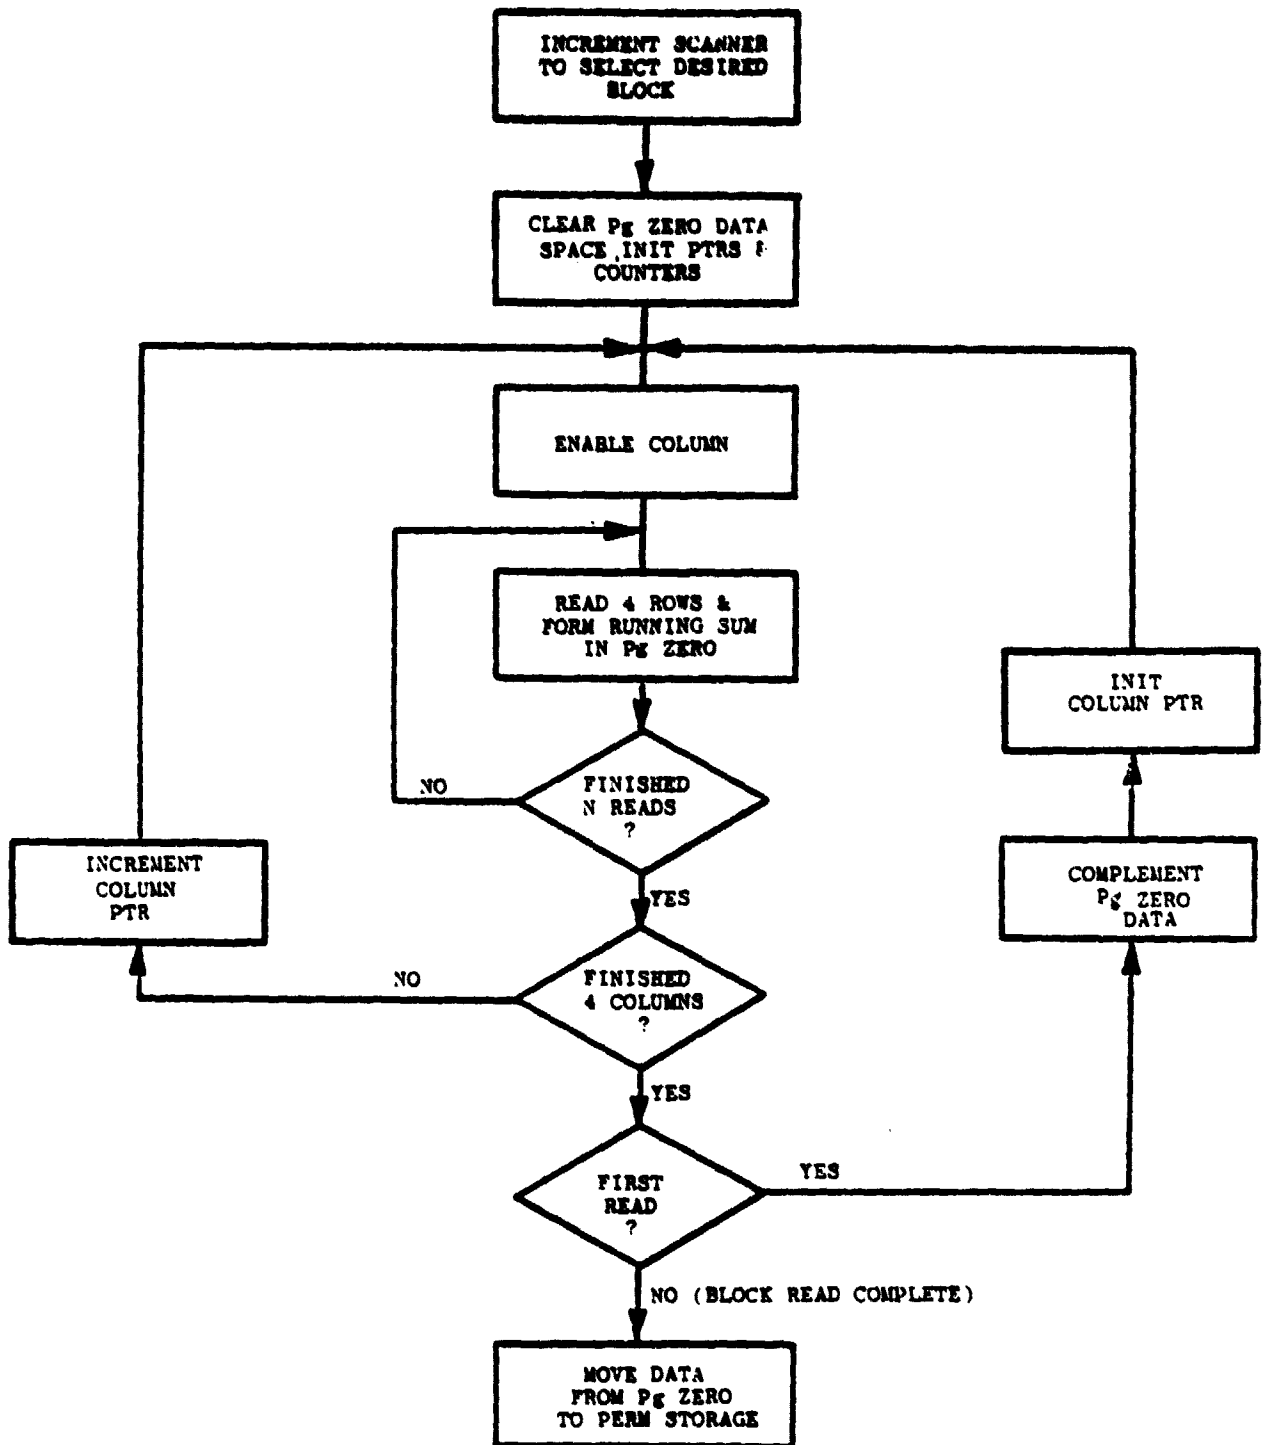 INCREMENT SCANNER
TO SELECT DESIRED
BLOCK
CLEAR Pg ZERO DATA
SPACE, INIT PTRS &
COUNTERS
ENABLE COLUMN
READ 4 ROWS &
FORM RUNNING SUM
IN Pg ZERO
INIT
COLUMN PTR
NO
FINISHED
N READS
?
INCREMENT
COLUMN
PTR
COMPLEMENT
Pg ZERO
DATA
YES
NO
FINISHED
4 COLUMNS
?
YES
YES
FIRST
READ
?
NO (BLOCK READ COMPLETE)
MOVE DATA
FROM Pg ZERO
TO PERM STORAGE